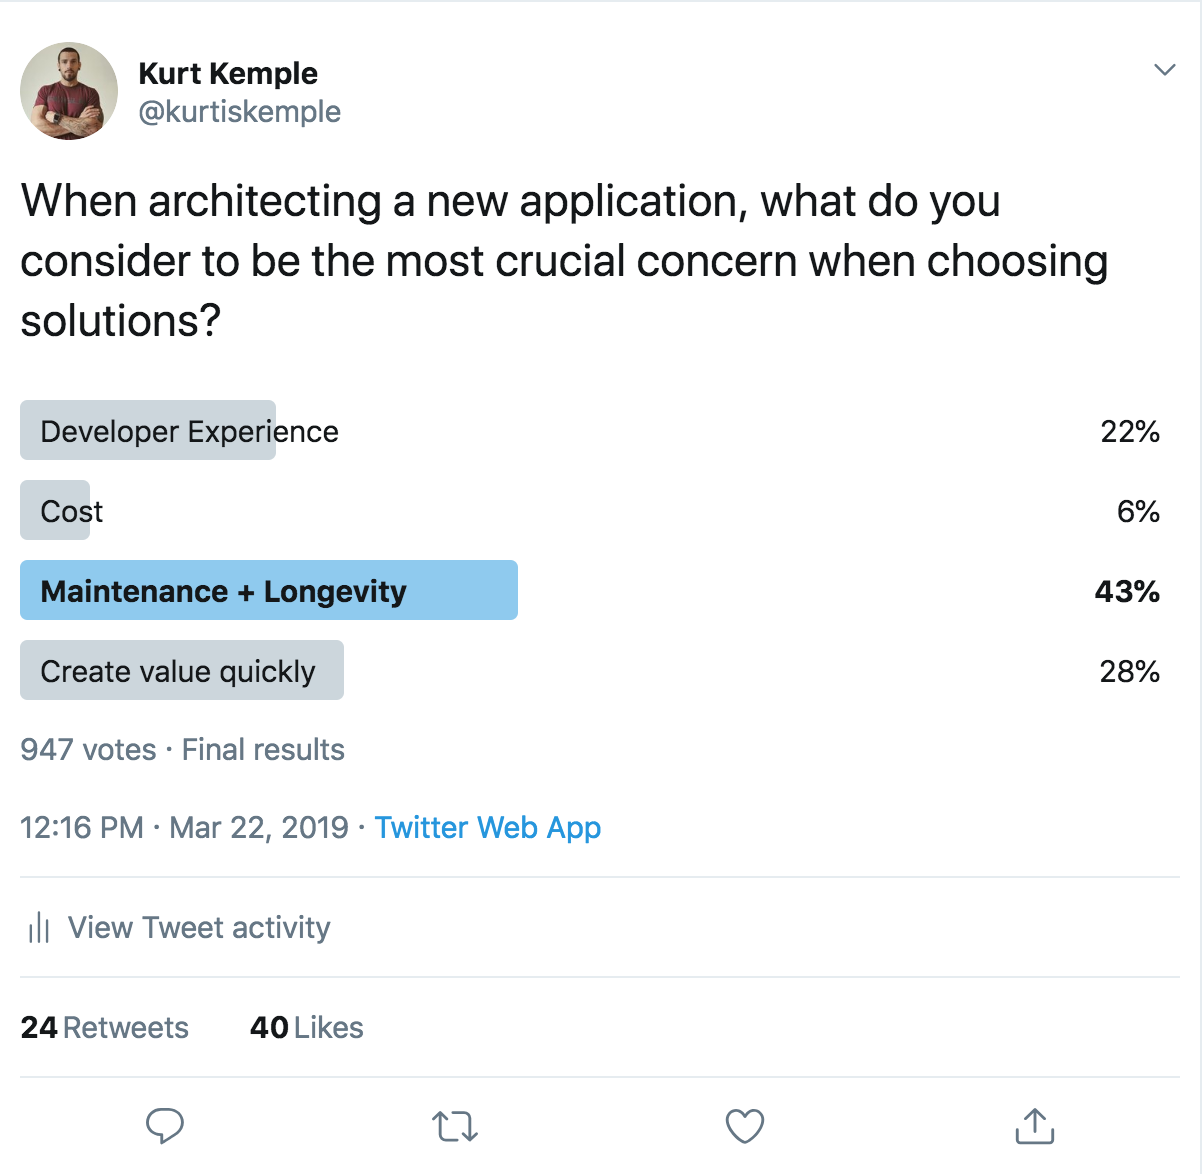 Kurt Kemple
@kurtiskemple
When architecting a new application, what do you
consider to be the most crucial concern when choosing
solutions?
Developer Experience 22%
Cost 6%
Maintenance + Longevity 43%
Create value quickly 28%
947 votes · Final results
12:16 PM · Mar 22, 2019 · Twitter Web App
View Tweet activity
24 Retweets 40 Likes